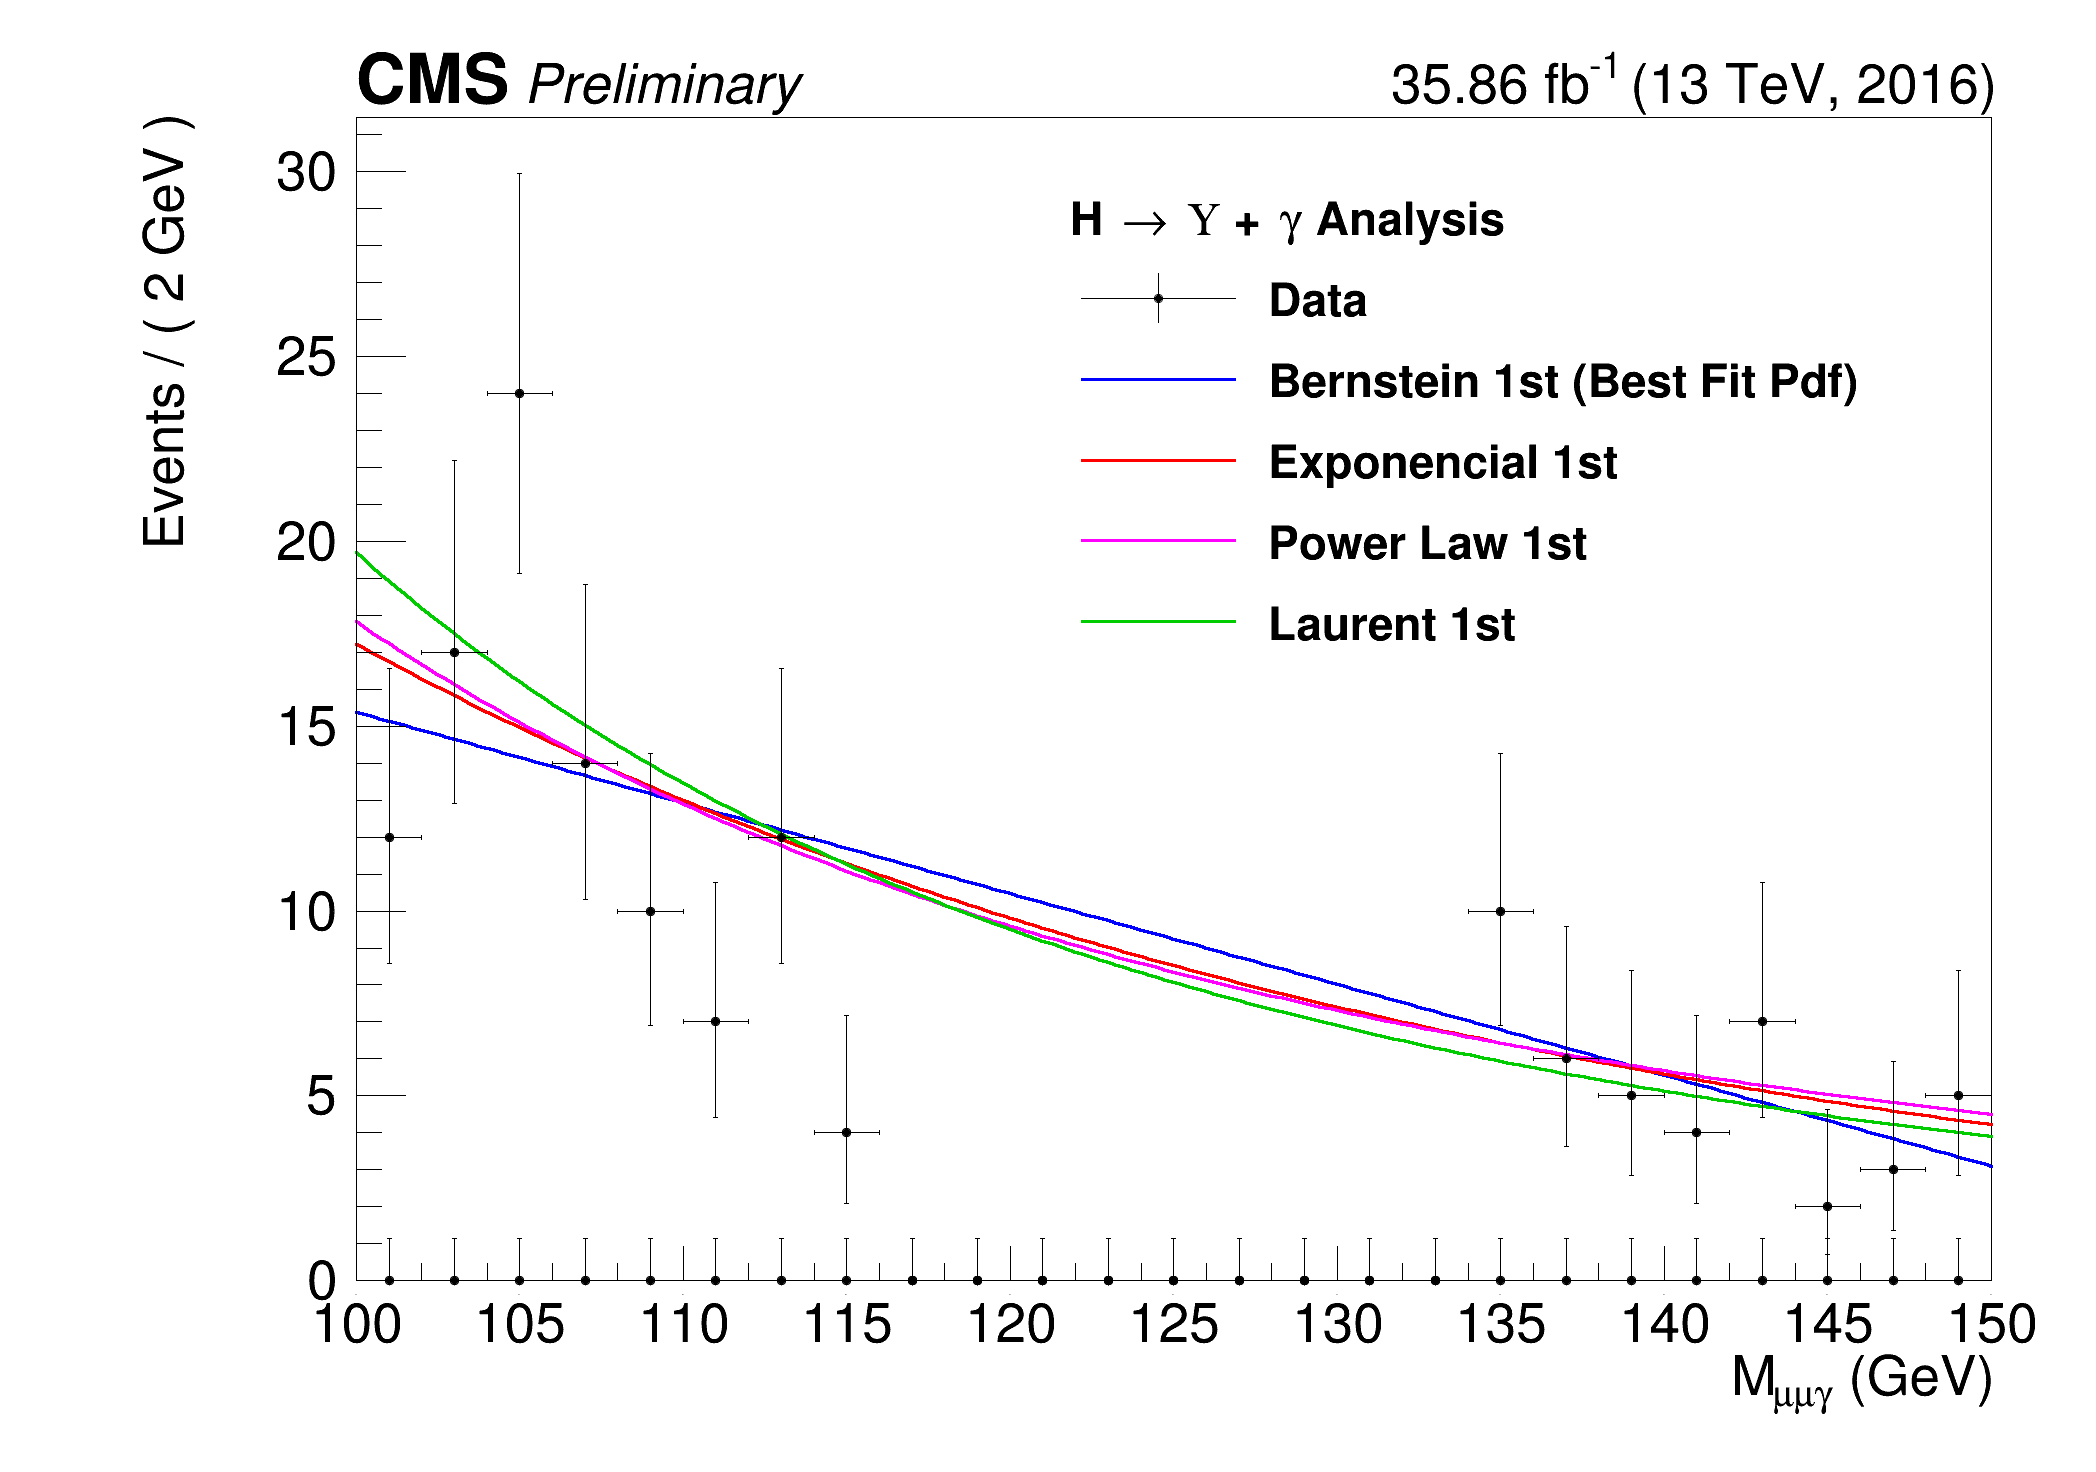 CMS Preliminary 35.86 fb⁻¹ (13 TeV, 2016)
Events / ( 2 GeV )
30
25
20
15
10
5
0
H → Υ + γ Analysis
Data
Bernstein 1st (Best Fit Pdf)
Exponencial 1st
Power Law 1st
Laurent 1st
100 105 110 115 120 125 130 135 140 145 150
M_μμγ (GeV)